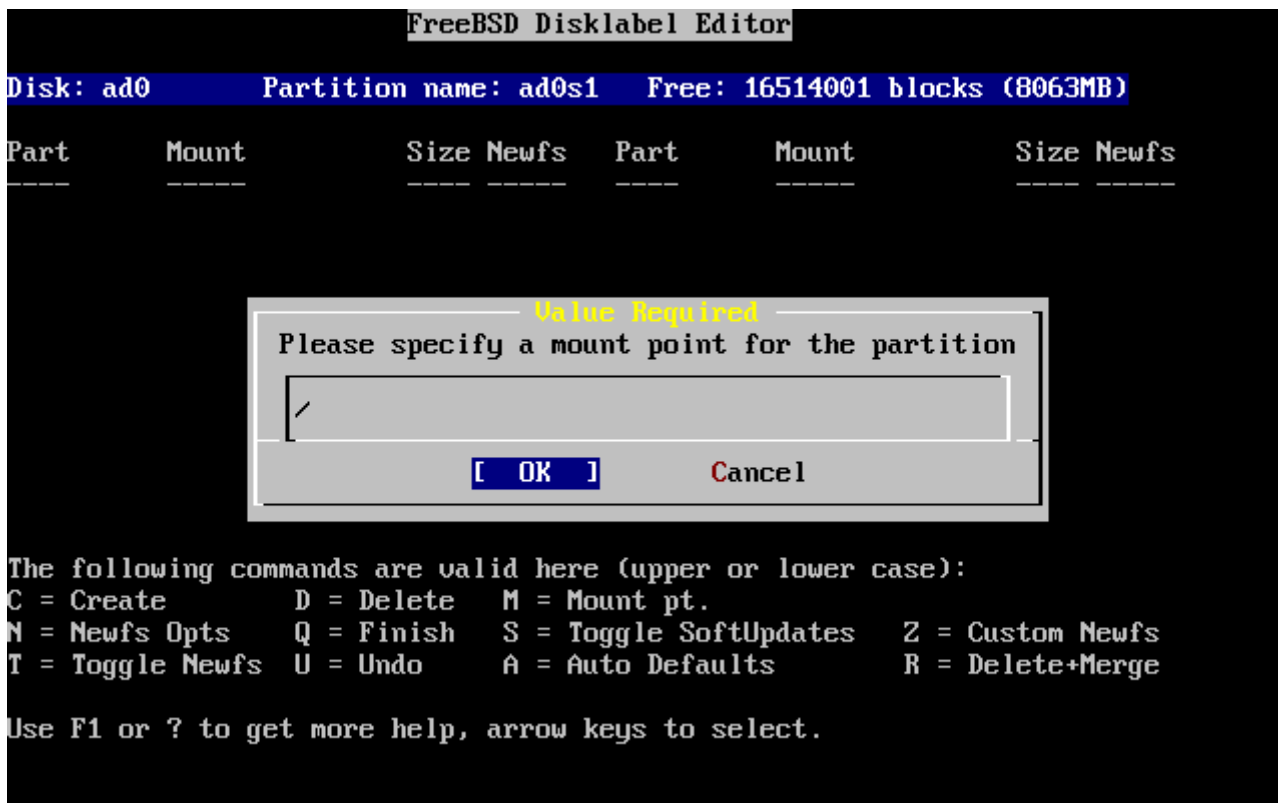 FreeBSD Disklabel Editor
Disk: ad0 Partition name: ad0s1 Free: 16514001 blocks (8063MB)
Part Mount Size Newfs Part Mount Size Newfs
---- ----- ---- ----- ---- ----- ---- -----
Value Required
Please specify a mount point for the partition
/
[ OK ] Cancel
The following commands are valid here (upper or lower case):
C = Create D = Delete M = Mount pt.
N = Newfs Opts Q = Finish S = Toggle SoftUpdates Z = Custom Newfs
T = Toggle Newfs U = Undo A = Auto Defaults R = Delete+Merge
Use F1 or ? to get more help, arrow keys to select.